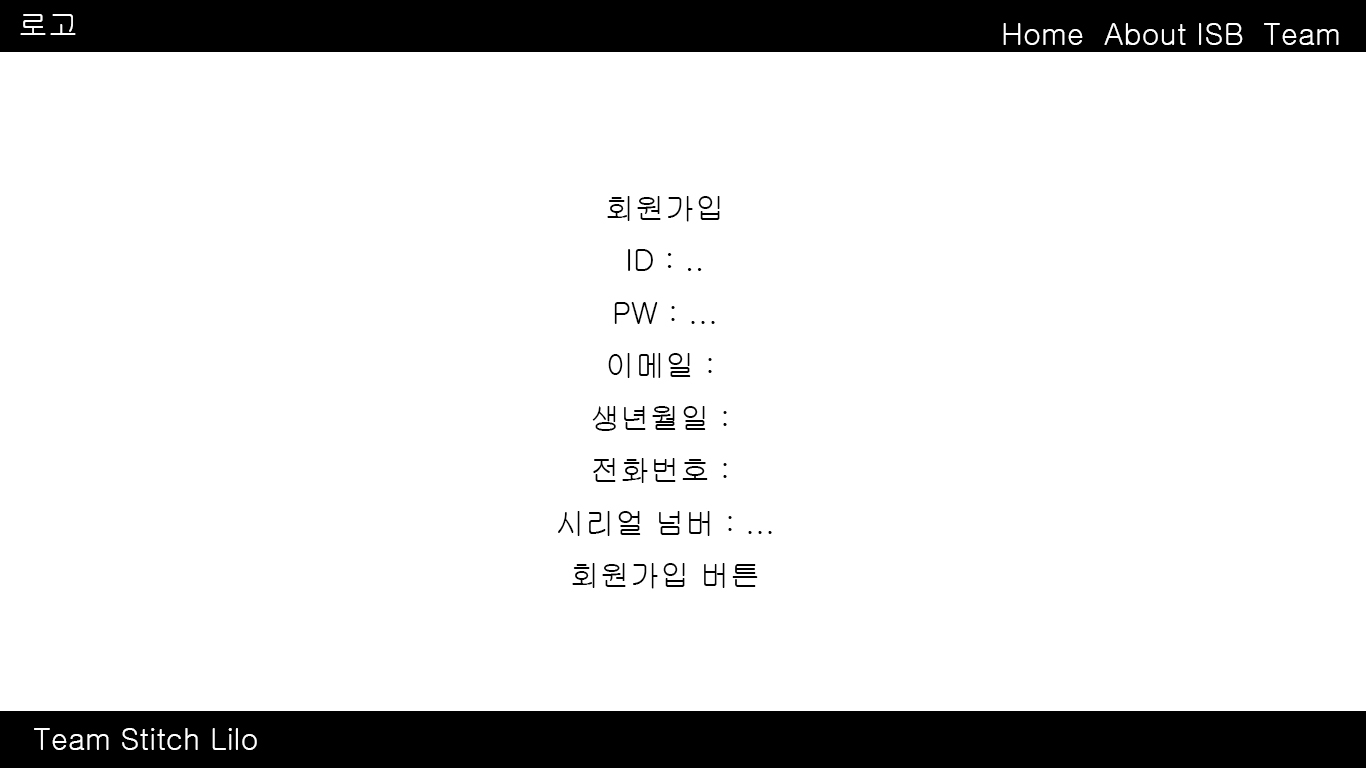 로고
Home About ISB Team
회원가입
ID : ..
PW : ...
이메일 :
생년월일 :
전화번호 :
시리얼 넘버 : ...
회원가입 버튼
Team Stitch Lilo